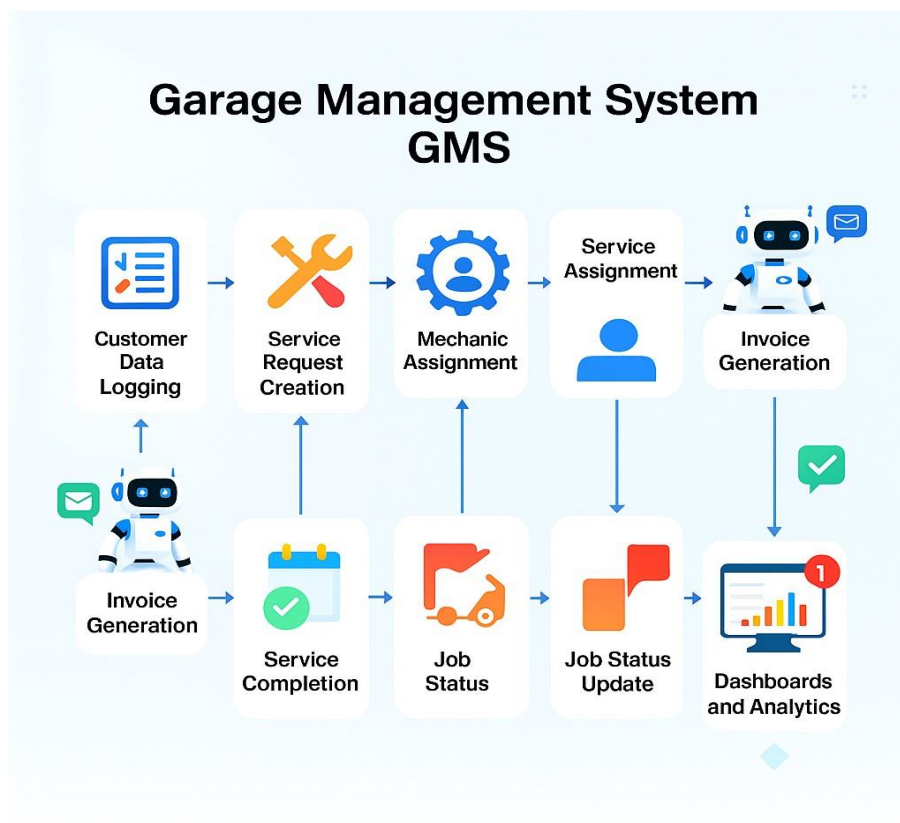 Garage Management System
GMS
Customer
Data
Logging
Service
Request
Creation
Mechanic
Assignment
Service
Assignment
Invoice
Generation
Invoice
Generation
Service
Completion
Job
Status
Job Status
Update
1
Dashboards
and Analytics